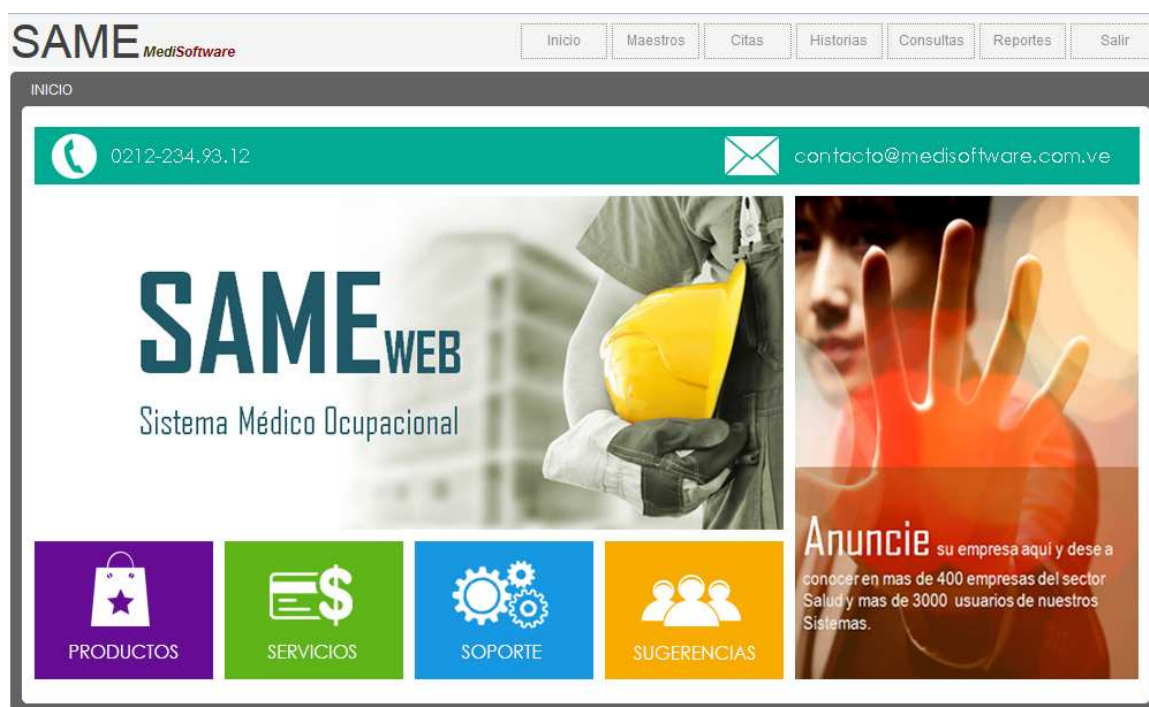 SAME MediSoftware
Inicio Maestros Citas Historias Consultas Reportes Salir
INICIO
0212-234.93.12 contacto@medisoftware.com.ve
SAMEWEB
Sistema Médico Ocupacional
Anuncie su empresa aquí y dese a
conocer en mas de 400 empresas del sector
Salud y mas de 3000 usuarios de nuestros
Sistemas.
PRODUCTOS SERVICIOS SOPORTE SUGERENCIAS